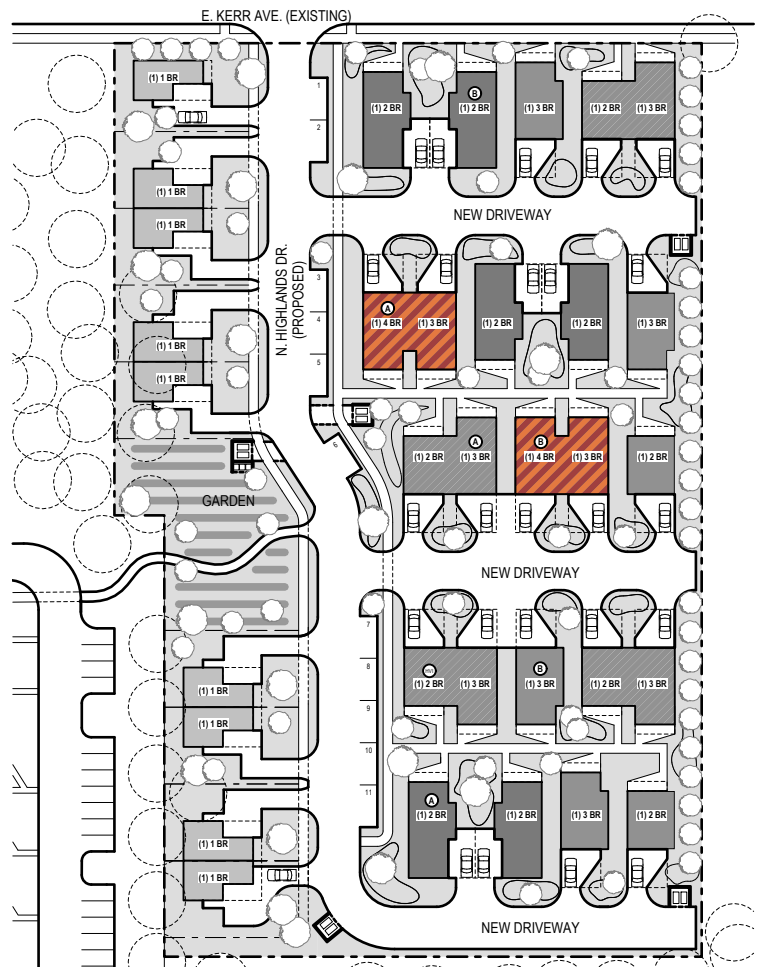 E. KERR AVE. (EXISTING)
(1) 1 BR
1
(1) 2 BR
B
(1) 2 BR
(1) 3 BR
(1) 2 BR
(1) 3 BR
2
(1) 1 BR
(1) 1 BR
NEW DRIVEWAY
N. HIGHLANDS DR.
(PROPOSED)
3
A
4
(1) 4 BR
(1) 3 BR
(1) 2 BR
(1) 2 BR
(1) 3 BR
(1) 1 BR
5
(1) 1 BR
6
A
B
(1) 2 BR
(1) 3 BR
(1) 4 BR
(1) 3 BR
(1) 2 BR
GARDEN
NEW DRIVEWAY
7
8
HVI
B
(1) 2 BR
(1) 3 BR
(1) 3 BR
(1) 2 BR
(1) 3 BR
(1) 1 BR
9
(1) 1 BR
10
11
A
(1) 2 BR
(1) 2 BR
(1) 3 BR
(1) 2 BR
(1) 1 BR
(1) 1 BR
NEW DRIVEWAY